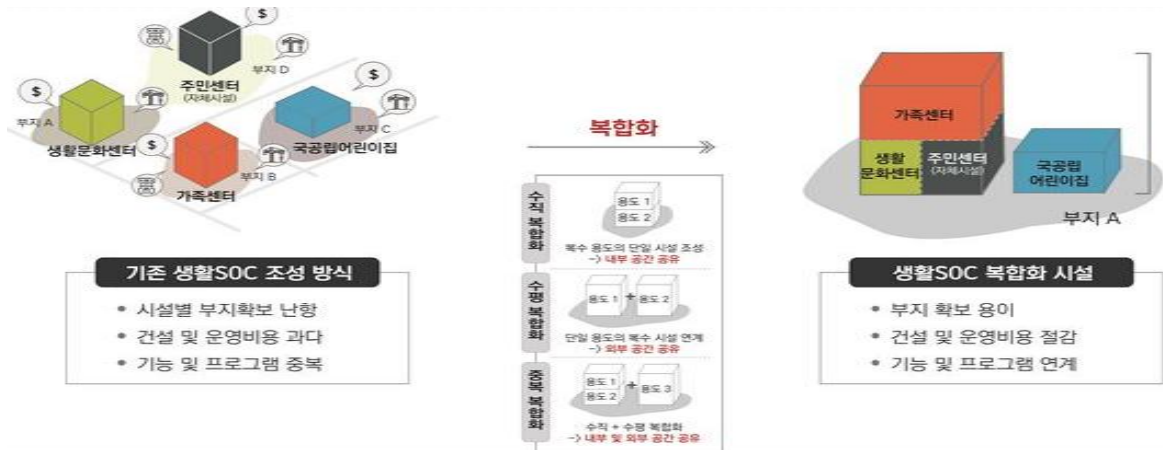 $
$
주민센터
(자체시설)
부지 D
$
부지 A
생활문화센터
$
부지 C
국공립어린이집
$
부지 B
가족센터
기존 생활SOC 조성 방식
• 시설별 부지확보 난항
• 건설 및 운영비용 과다
• 기능 및 프로그램 중복
복합화
수직 복합화
용도 1
용도 2
복수 용도의 단일 시설 조성
-> 내부 공간 공유
수평 복합화
용도 1 + 용도 2
단일 용도의 복수 시설 연계
-> 외부 공간 공유
중복 복합화
용도 1
용도 2 + 용도 3
수직 + 수평 복합화
-> 내부 및 외부 공간 공유
가족센터
생활
문화센터
주민센터
(자체시설)
국공립
어린이집
부지 A
생활SOC 복합화 시설
• 부지 확보 용이
• 건설 및 운영비용 절감
• 기능 및 프로그램 연계